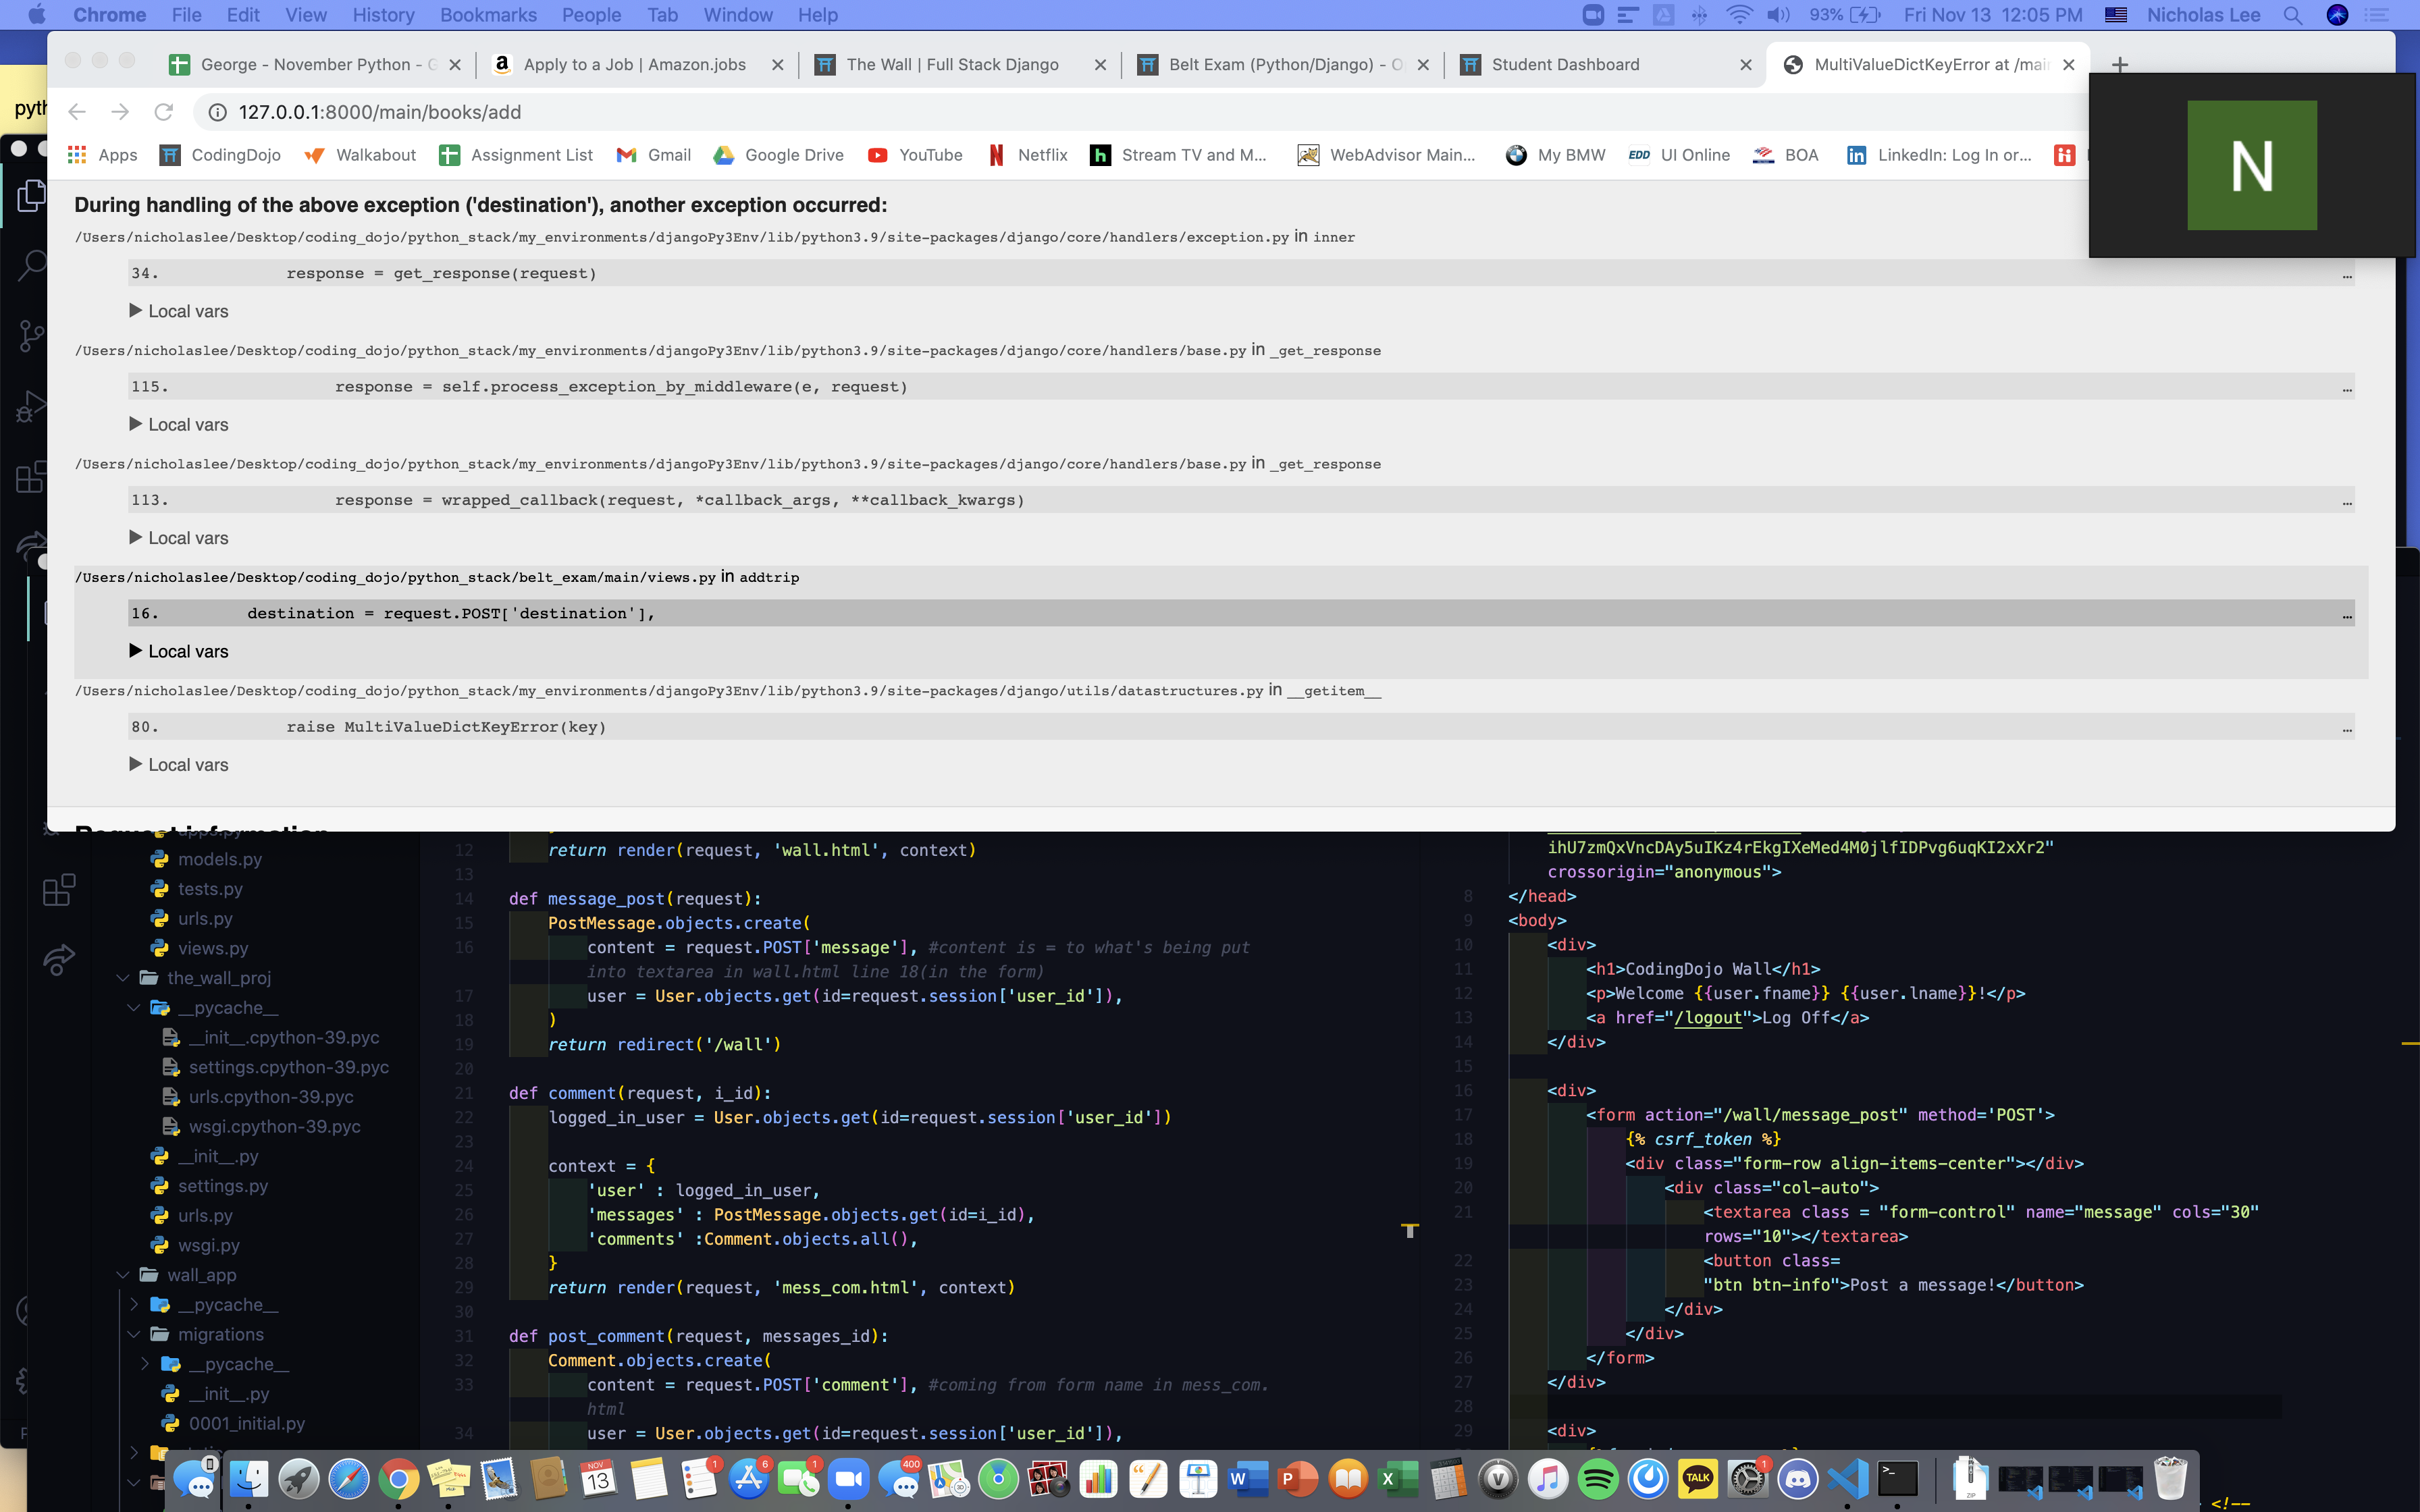 Chrome File Edit View History Bookmarks People Tab Window Help 93% Fri Nov 13 12:05 PM Nicholas Lee
George - November Python - G
Apply to a Job | Amazon.jobs
The Wall | Full Stack Django
Belt Exam (Python/Django) - O
Student Dashboard
MultiValueDictKeyError at /mai
127.0.0.1:8000/main/books/add
Apps CodingDojo Walkabout Assignment List Gmail Google Drive YouTube Netflix Stream TV and M... WebAdvisor Main... My BMW UI Online BOA LinkedIn: Log In or...
N
During handling of the above exception ('destination'), another exception occurred:
/Users/nicholaslee/Desktop/coding_dojo/python_stack/my_environments/djangoPy3Env/lib/python3.9/site-packages/django/core/handlers/exception.py in inner
34. response = get_response(request) …
▶ Local vars
/Users/nicholaslee/Desktop/coding_dojo/python_stack/my_environments/djangoPy3Env/lib/python3.9/site-packages/django/core/handlers/base.py in _get_response
115. response = self.process_exception_by_middleware(e, request) …
▶ Local vars
/Users/nicholaslee/Desktop/coding_dojo/python_stack/my_environments/djangoPy3Env/lib/python3.9/site-packages/django/core/handlers/base.py in _get_response
113. response = wrapped_callback(request, *callback_args, **callback_kwargs) …
▶ Local vars
/Users/nicholaslee/Desktop/coding_dojo/python_stack/belt_exam/main/views.py in addtrip
16. destination = request.POST['destination'], …
▶ Local vars
/Users/nicholaslee/Desktop/coding_dojo/python_stack/my_environments/djangoPy3Env/lib/python3.9/site-packages/django/utils/datastructures.py in __getitem__
80. raise MultiValueDictKeyError(key) …
▶ Local vars
Request information
apps.py
models.py
tests.py
urls.py
views.py
the_wall_proj
__pycache__
__init__.cpython-39.pyc
settings.cpython-39.pyc
urls.cpython-39.pyc
wsgi.cpython-39.pyc
__init__.py
settings.py
urls.py
wsgi.py
wall_app
__pycache__
migrations
__pycache__
__init__.py
0001_initial.py
12 return render(request, 'wall.html', context)
13
14 def message_post(request):
15 PostMessage.objects.create(
16 content = request.POST['message'], #content is = to what's being put
into textarea in wall.html line 18(in the form)
17 user = User.objects.get(id=request.session['user_id']),
18 )
19 return redirect('/wall')
20
21 def comment(request, i_id):
22 logged_in_user = User.objects.get(id=request.session['user_id'])
23
24 context = {
25 'user' : logged_in_user,
26 'messages' : PostMessage.objects.get(id=i_id),
27 'comments' :Comment.objects.all(),
28 }
29 return render(request, 'mess_com.html', context)
30
31 def post_comment(request, messages_id):
32 Comment.objects.create(
33 content = request.POST['comment'], #coming from form name in mess_com.
html
34 user = User.objects.get(id=request.session['user_id']),
ihU7zmQxVncDAy5uIKz4rEkgIXeMed4M0jlfIDPvg6uqKI2xXr2"
crossorigin="anonymous">
8 </head>
9 <body>
10 <div>
11 <h1>CodingDojo Wall</h1>
12 <p>Welcome {{user.fname}} {{user.lname}}!</p>
13 <a href="/logout">Log Off</a>
14 </div>
15
16 <div>
17 <form action="/wall/message_post" method='POST'>
18 {% csrf_token %}
19 <div class="form-row align-items-center"></div>
20 <div class="col-auto">
21 <textarea class = "form-control" name="message" cols="30"
rows="10"></textarea>
22 <button class=
23 "btn btn-info">Post a message!</button>
24 </div>
25 </div>
26 </form>
27 </div>
28
29 <div>
<!--
NOV
13
1 6 1 400 1
TALK
ZIP